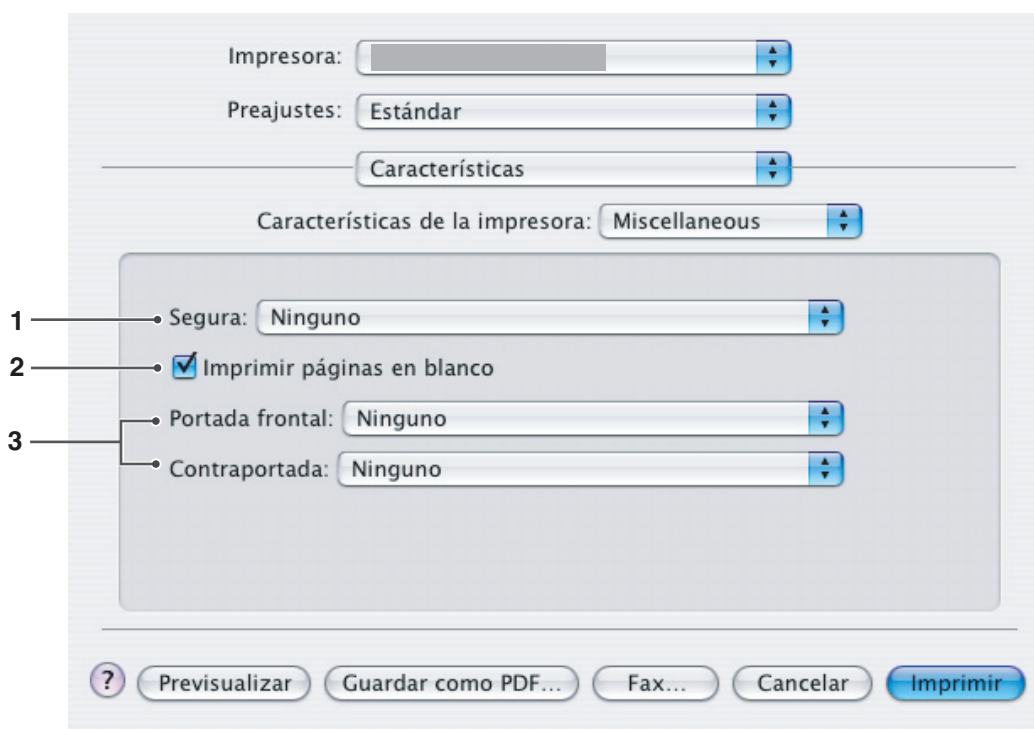 Impresora:
Preajustes: Estándar
Características
Características de la impresora: Miscellaneous
1 Segura: Ninguno
2 Imprimir páginas en blanco
3 Portada frontal: Ninguno
Contraportada: Ninguno
? Previsualizar Guardar como PDF... Fax... Cancelar Imprimir